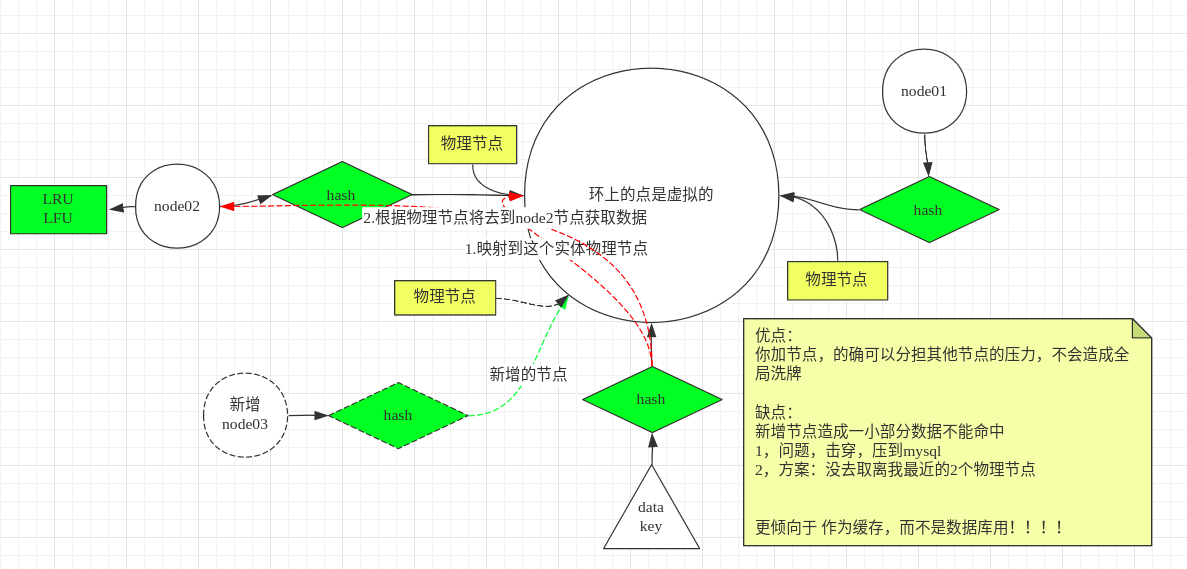 node01
物理节点
环上的点是虚拟的
hash
LRU
LFU
node02
hash
2.根据物理节点将去到node2节点获取数据
1.映射到这个实体物理节点
物理节点
物理节点
新增的节点
新增
node03
hash
hash
data
key
优点:
你加节点，的确可以分担其他节点的压力，不会造成全
局洗牌
缺点:
新增节点造成一小部分数据不能命中
1，问题，击穿，压到mysql
2，方案：没去取离我最近的2个物理节点
更倾向于 作为缓存，而不是数据库用！！！！